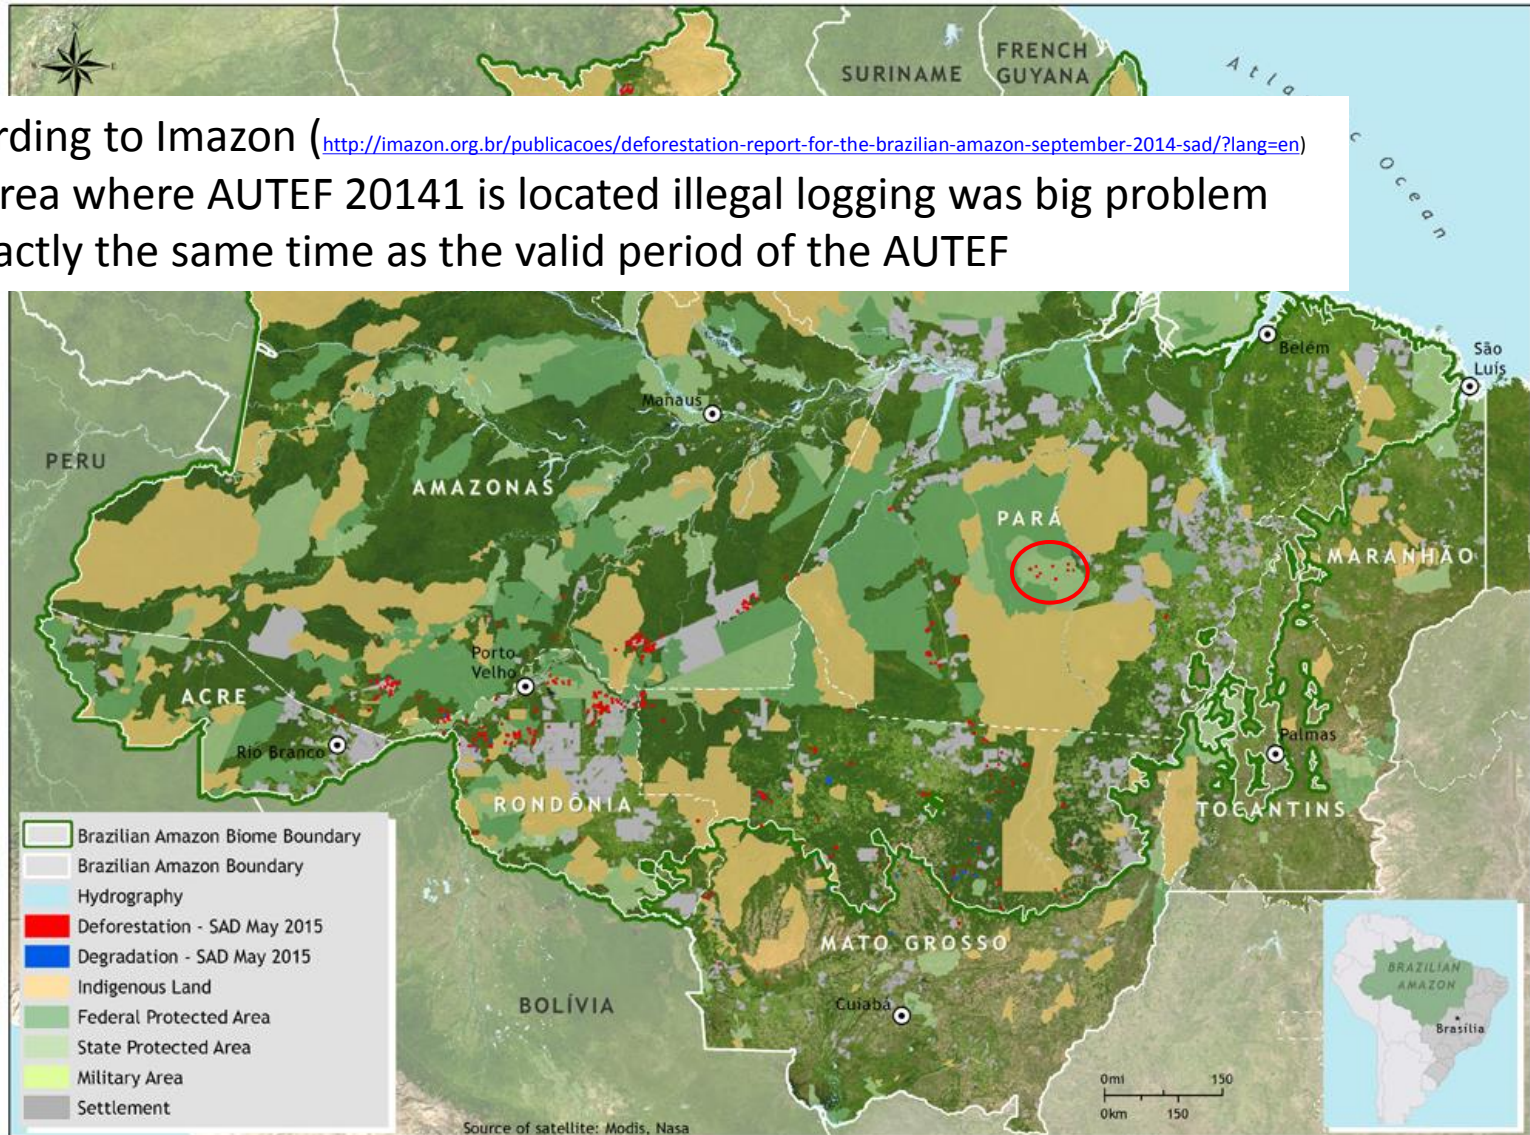 N
E
SURINAME
FRENCH
GUYANA
Atlantic Ocean
rding to Imazon (http://imazon.org.br/publicacoes/deforestation-report-for-the-brazilian-amazon-september-2014-sad/?lang=en)
rea where AUTEF 20141 is located illegal logging was big problem
actly the same time as the valid period of the AUTEF
Belém
São
Luís
Manaus
PERU
AMAZONAS
PARÁ
MARANHÃO
Porto
Velho
ACRE
Rio Branco
Palmas
RONDÔNIA
TOCANTINS
Brazilian Amazon Biome Boundary
Brazilian Amazon Boundary
Hydrography
Deforestation - SAD May 2015
Degradation - SAD May 2015
Indigenous Land
Federal Protected Area
State Protected Area
Military Area
Settlement
MATO GROSSO
BOLÍVIA
Cuiabá
BRAZILIAN
AMAZON
Brasília
0mi 150
0km 150
Source of satellite: Modis, Nasa